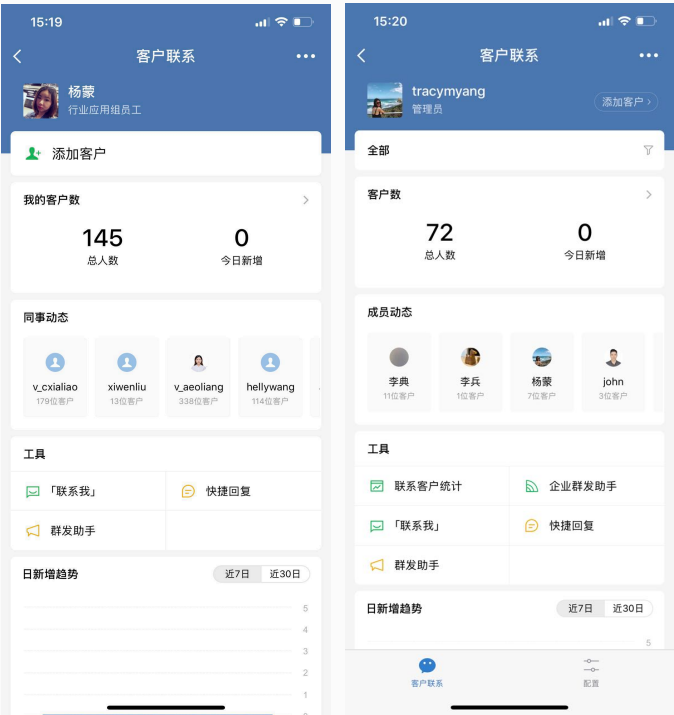 15:19
客户联系
杨蒙
行业应用组员工
添加客户
我的客户数
145
0
总人数
今日新增
同事动态
v_cxialiao
xiwenliu
v_aeoliang
hellywang
179位客户
13位客户
338位客户
114位客户
工具
「联系我」
快捷回复
群发助手
日新增趋势
近7日
近30日
5
4
3
2
1
15:20
客户联系
tracymyang
管理员
添加客户
全部
客户数
72
0
总人数
今日新增
成员动态
李典
李兵
杨蒙
john
11位客户
1位客户
7位客户
3位客户
工具
联系客户统计
企业群发助手
「联系我」
快捷回复
群发助手
日新增趋势
近7日
近30日
5
客户联系
配置